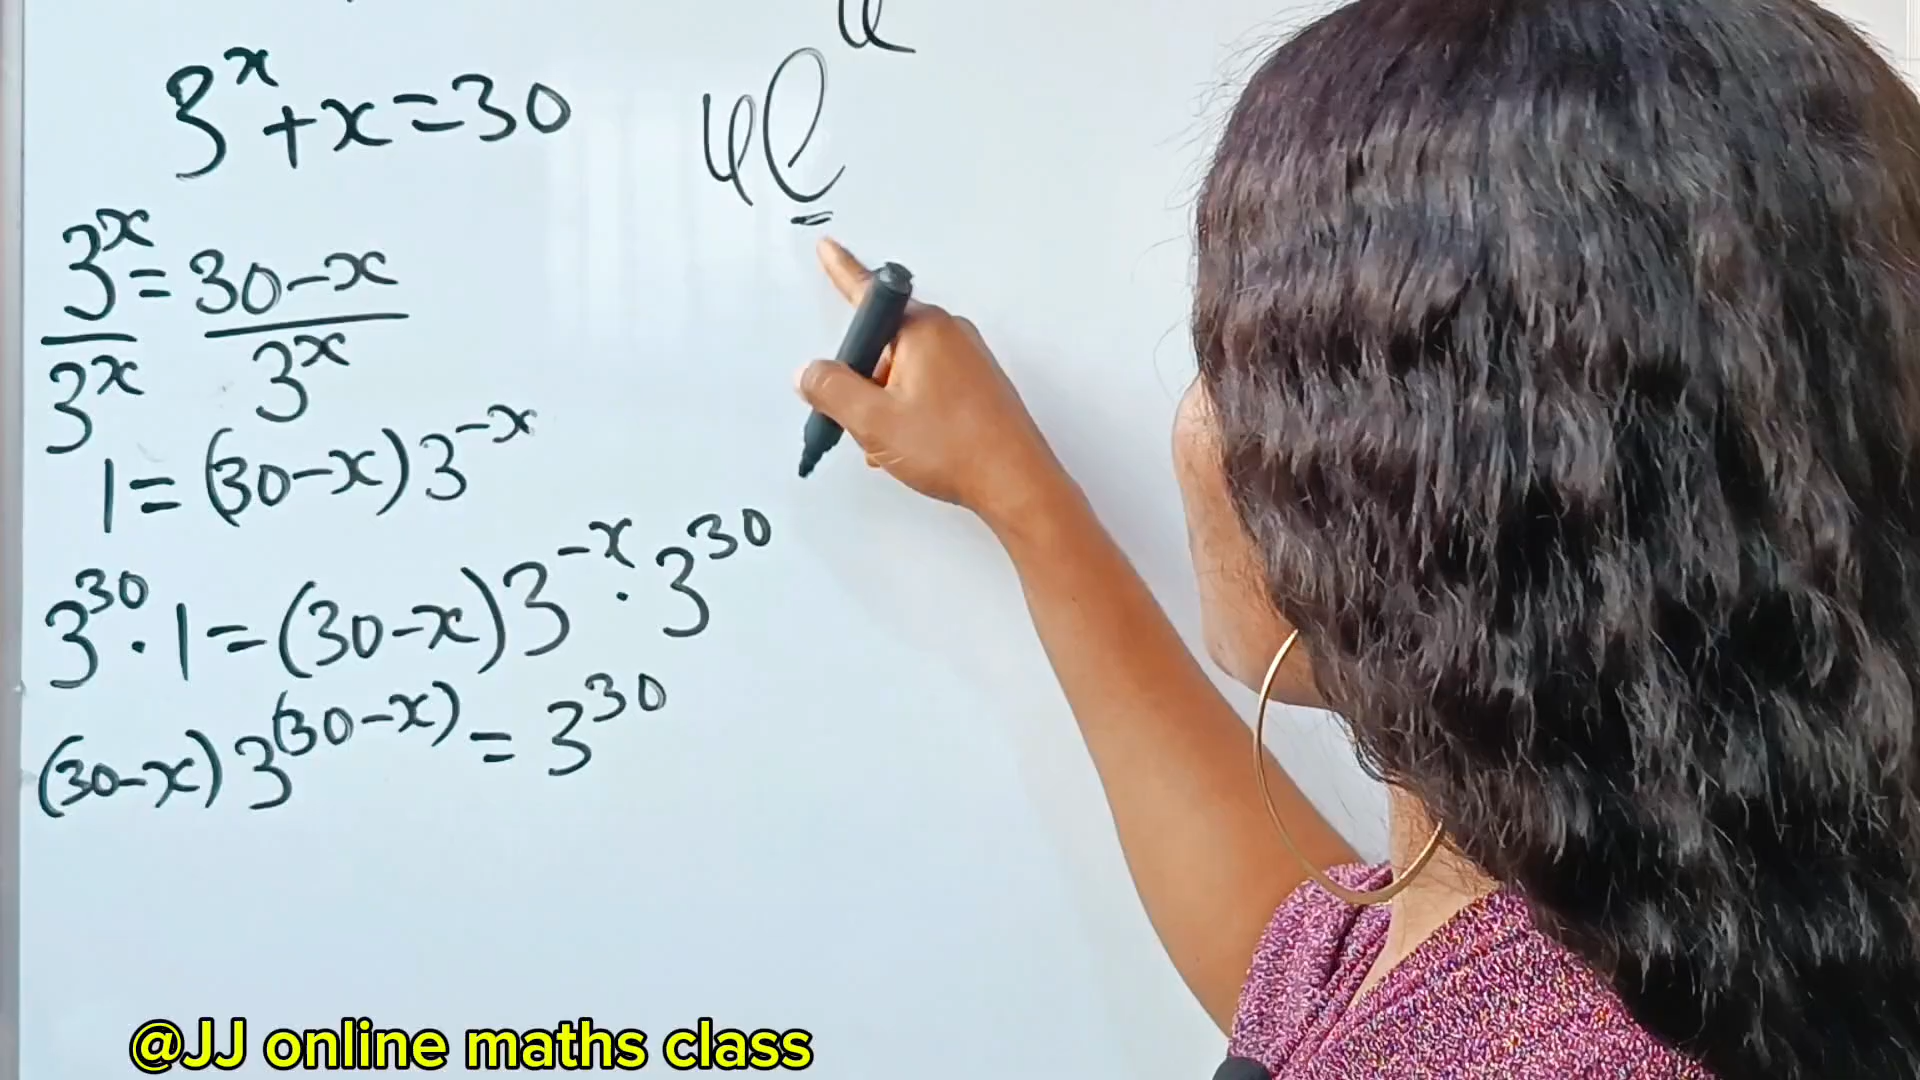 3^x + x = 30
ue^u
3^x/3^x = (30-x)/3^x
1 = (30-x) 3^-x
3^30 · 1 = (30-x) 3^-x · 3^30
(30-x) 3^(30-x) = 3^30
@JJ online maths class